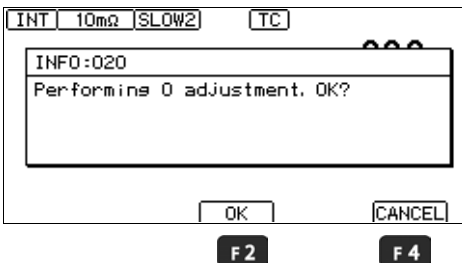 INT 10mΩ SLOW2 TC
INFO:020
Performing 0 adjustment. OK?
OK CANCEL
F2 F4